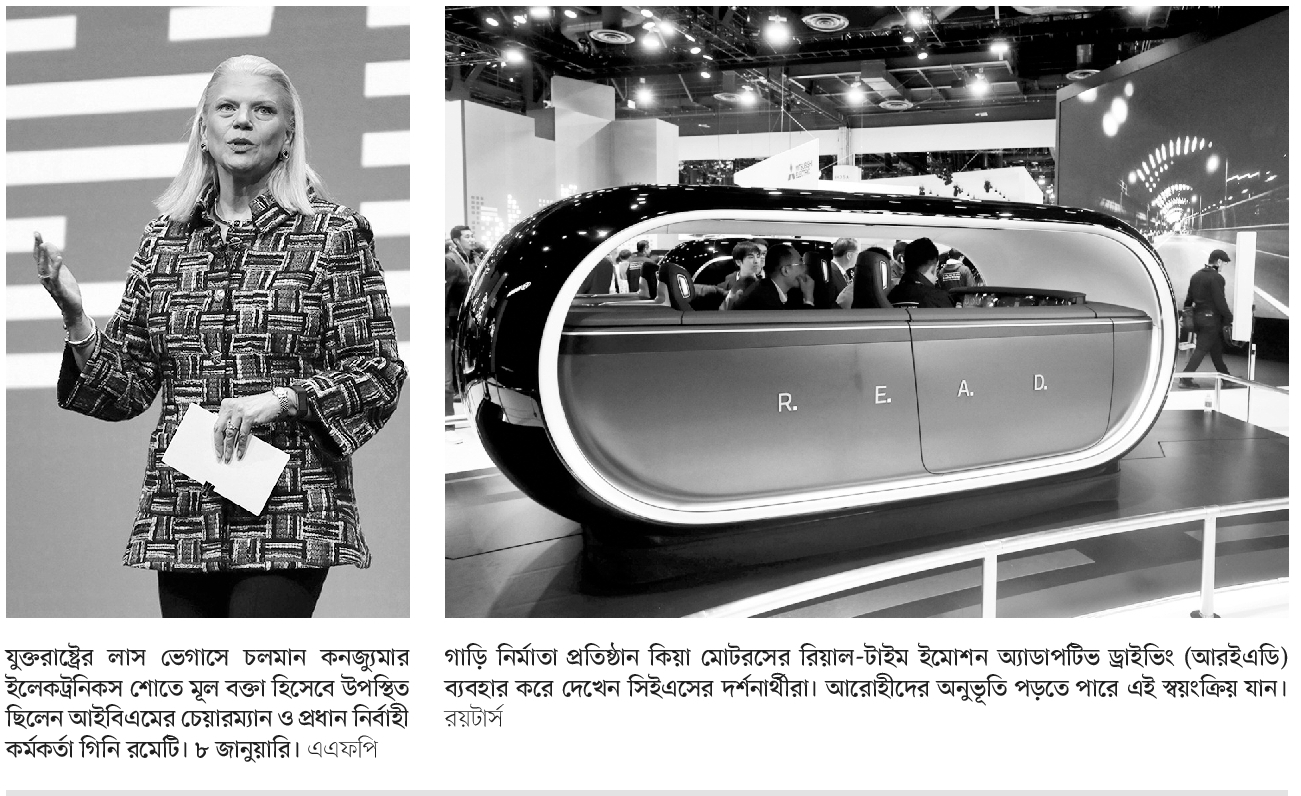 R. E. A. D.
যুক্তরাষ্ট্রের লাস ভেগাসে চলমান কনজ্যুমার
ইলেকট্রনিকস শোতে মূল বক্তা হিসেবে উপস্থিত
ছিলেন আইবিএমের চেয়ারম্যান ও প্রধান নির্বাহী
কর্মকর্তা গিনি রমেটি। ৮ জানুয়ারি। এএফপি
গাড়ি নির্মাতা প্রতিষ্ঠান কিয়া মোটরসের রিয়াল-টাইম ইমোশন অ্যাডাপটিভ ড্রাইভিং (আরইএডি)
ব্যবহার করে দেখেন সিইএসের দর্শনার্থীরা। আরোহীদের অনুভূতি পড়তে পারে এই স্বয়ংক্রিয় যান।
রয়টার্স